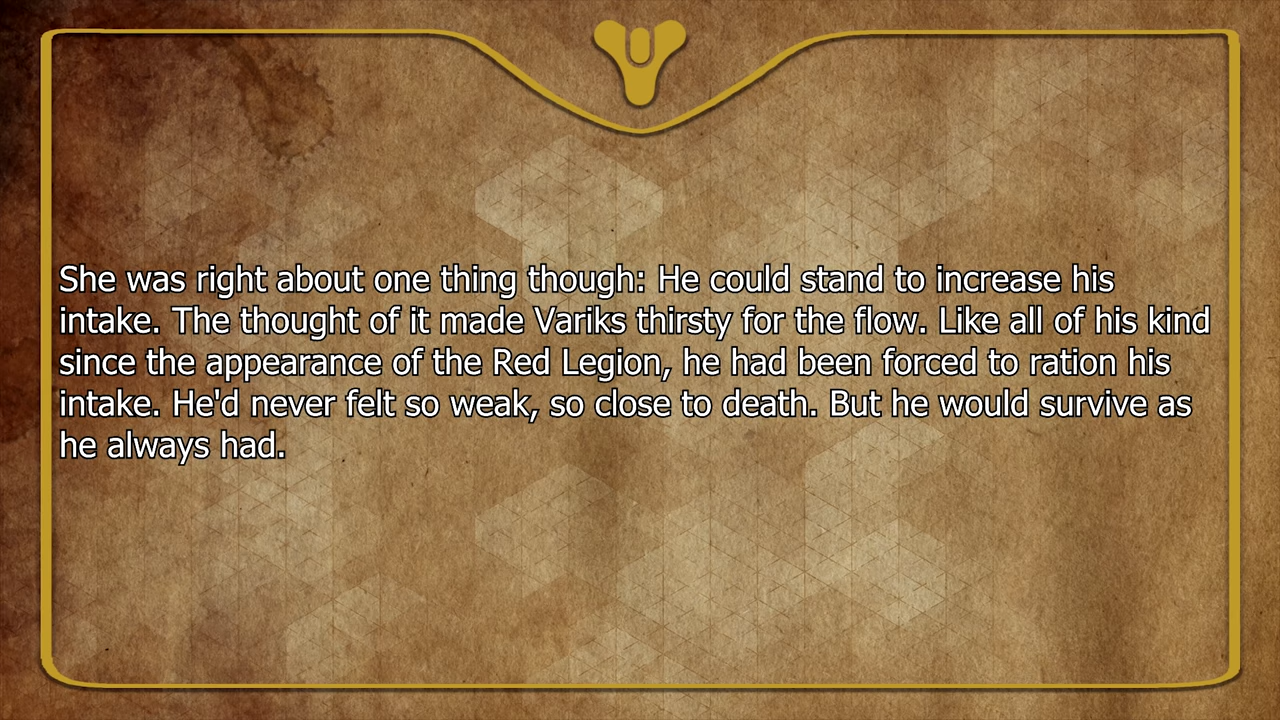 She was right about one thing though: He could stand to increase his
intake. The thought of it made Variks thirsty for the flow. Like all of his kind
since the appearance of the Red Legion, he had been forced to ration his
intake. He'd never felt so weak, so close to death. But he would survive as
he always had.